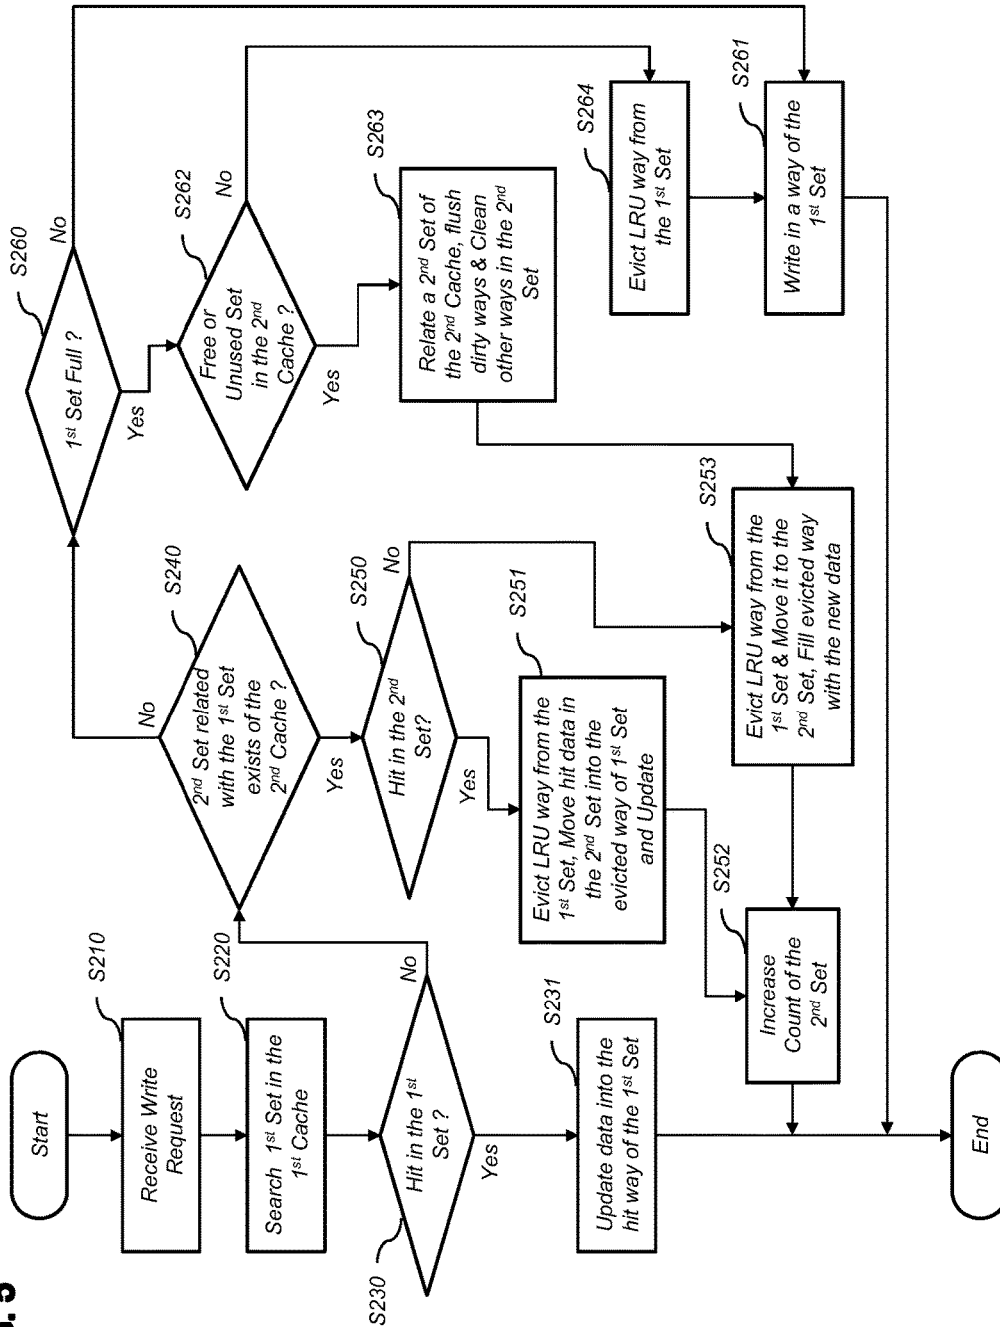 Start
S210
Receive Write
Request
S220
Search 1st Set in the
1st Cache
S230
Hit in the 1st
Set ?
No
Yes
S231
Update data into the
hit way of the 1st Set
S240
2nd Set related
with the 1st Set
exists of the
2nd Cache ?
No
Yes
S250
Hit in the 2nd
Set?
No
Yes
S251
Evict LRU way from the
1st Set, Move hit data in
the 2nd Set into the
evicted way of 1st Set
and Update
S252
Increase
Count of the
2nd Set
S253
Evict LRU way from the
1st Set & Move it to the
2nd Set, Fill evicted way
with the new data
S260
1st Set Full ?
No
Yes
S262
Free or
Unused Set
in the 2nd
Cache ?
No
Yes
S263
Relate a 2nd Set of
the 2nd Cache, flush
dirty ways & Clean
other ways in the 2nd
Set
S264
Evict LRU way from
the 1st Set
S261
Write in a way of the
1st Set
End